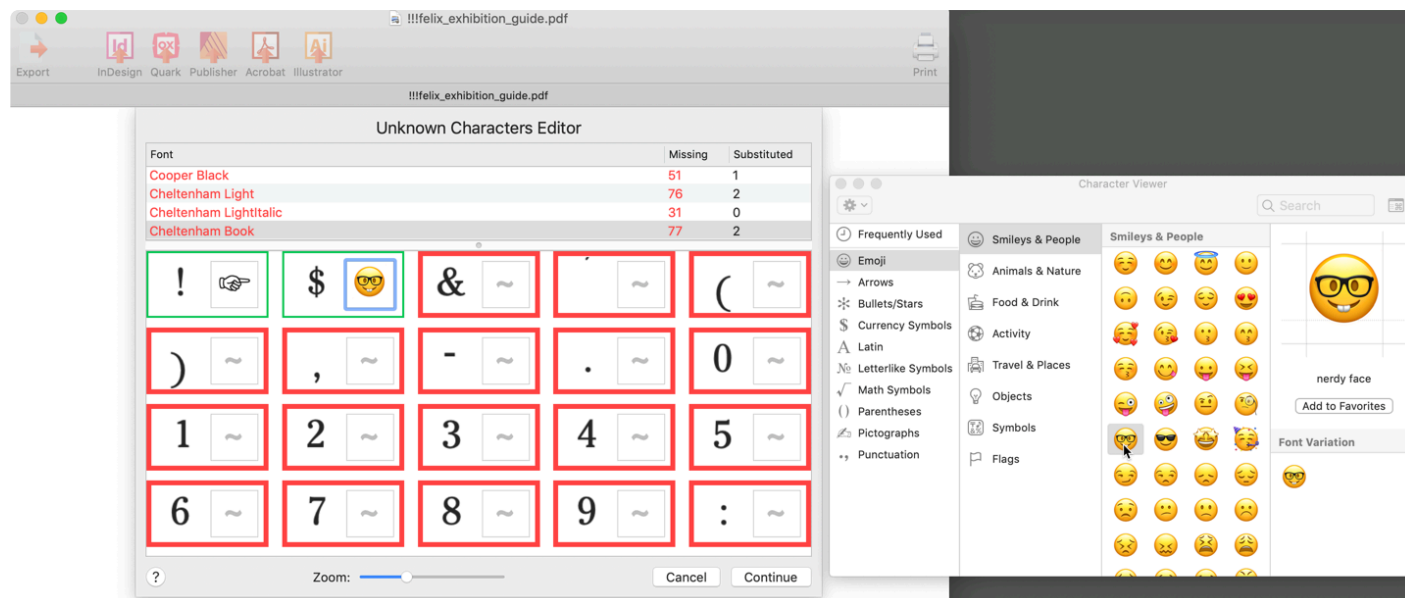 !!!felix_exhibition_guide.pdf
Export
InDesign Quark Publisher Acrobat Illustrator
Print
!!!felix_exhibition_guide.pdf
Unknown Characters Editor
Font Missing Substituted
Cooper Black 51 1
Cheltenham Light 76 2
Cheltenham LightItalic 31 0
Cheltenham Book 77 2
! ☞ $ 🤓 & ~ ' ~ ( ~
) ~ , ~ - ~ . ~ 0 ~
1 ~ 2 ~ 3 ~ 4 ~ 5 ~
6 ~ 7 ~ 8 ~ 9 ~ : ~
? Zoom: Cancel Continue
Character Viewer
Search
Frequently Used
Emoji
Arrows
Bullets/Stars
$ Currency Symbols
A Latin
№ Letterlike Symbols
√ Math Symbols
() Parentheses
Pictographs
., Punctuation
Smileys & People
Animals & Nature
Food & Drink
Activity
Travel & Places
Objects
Symbols
Flags
Smileys & People
nerdy face
Add to Favorites
Font Variation